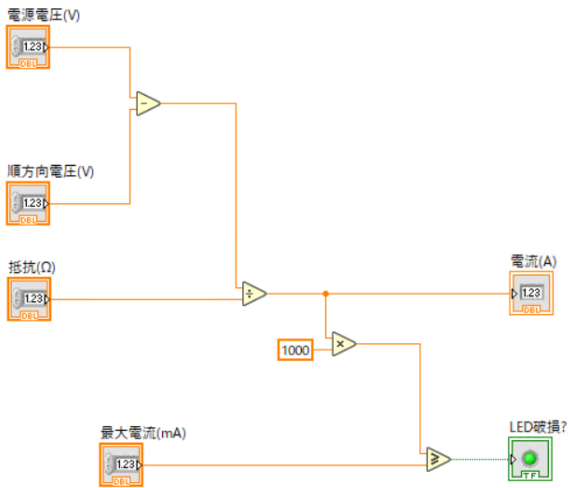 電源電圧(V)
1.23
DBL
順方向電圧(V)
1.23
DBL
抵抗(Ω)
1.23
DBL
電流(A)
1.23
DBL
1000
最大電流(mA)
1.23
DBL
LED破損?
TF